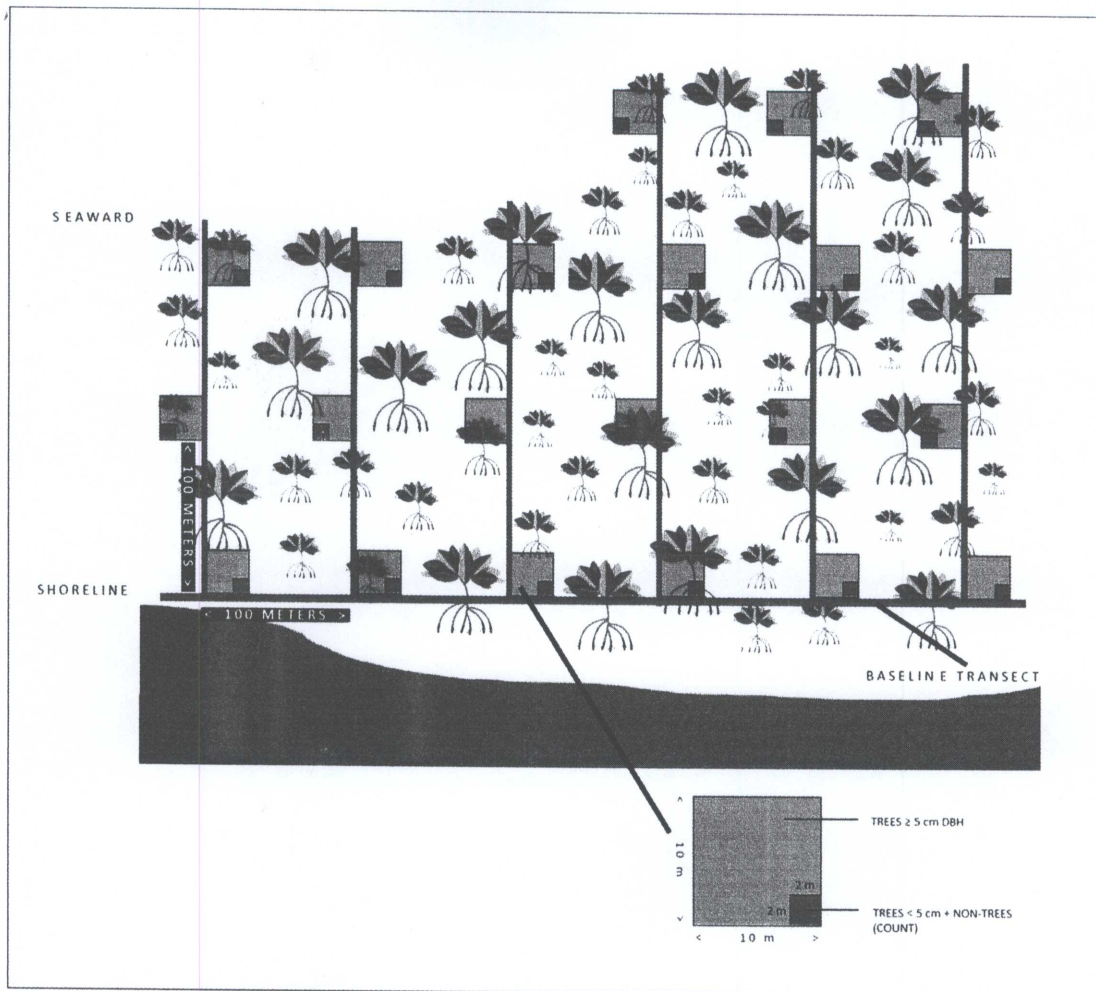 SEAWARD
< 100 METERS >
SHORELINE
< 100 METERS >
BASELINE TRANSECT
< 10 m >
TREES ≥ 5 cm DBH
2m
2m
TREES < 5 cm + NON-TREES
(COUNT)
< 10 m >